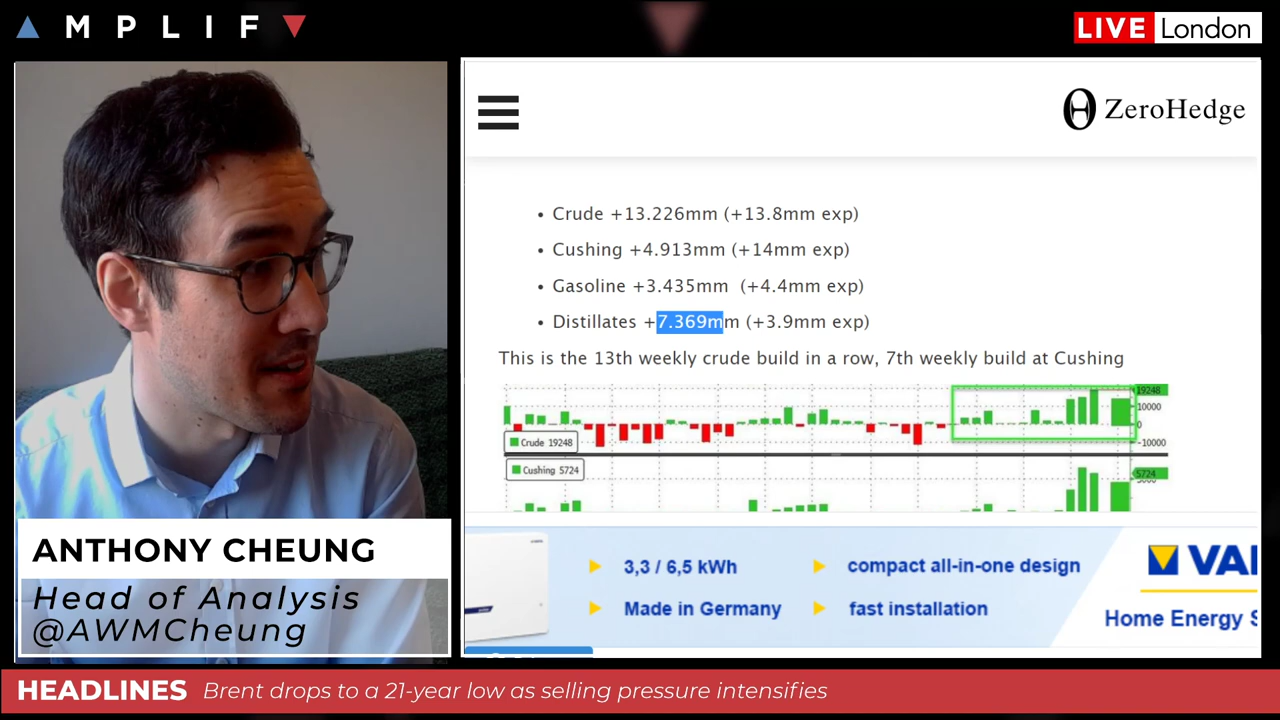 AMPLIFY
LIVE London
ZeroHedge
• Crude +13.226mm (+13.8mm exp)
• Cushing +4.913mm (+14mm exp)
• Gasoline +3.435mm (+4.4mm exp)
• Distillates +7.369mm (+3.9mm exp)
This is the 13th weekly crude build in a row, 7th weekly build at Cushing
19248
10000
0
-10000
Crude 19248
Cushing 5724
5724
5000
3,3 / 6,5 kWh
compact all-in-one design
Made in Germany
fast installation
VAR
Home Energy S
ANTHONY CHEUNG
Head of Analysis
@AWMCheung
HEADLINES Brent drops to a 21-year low as selling pressure intensifies